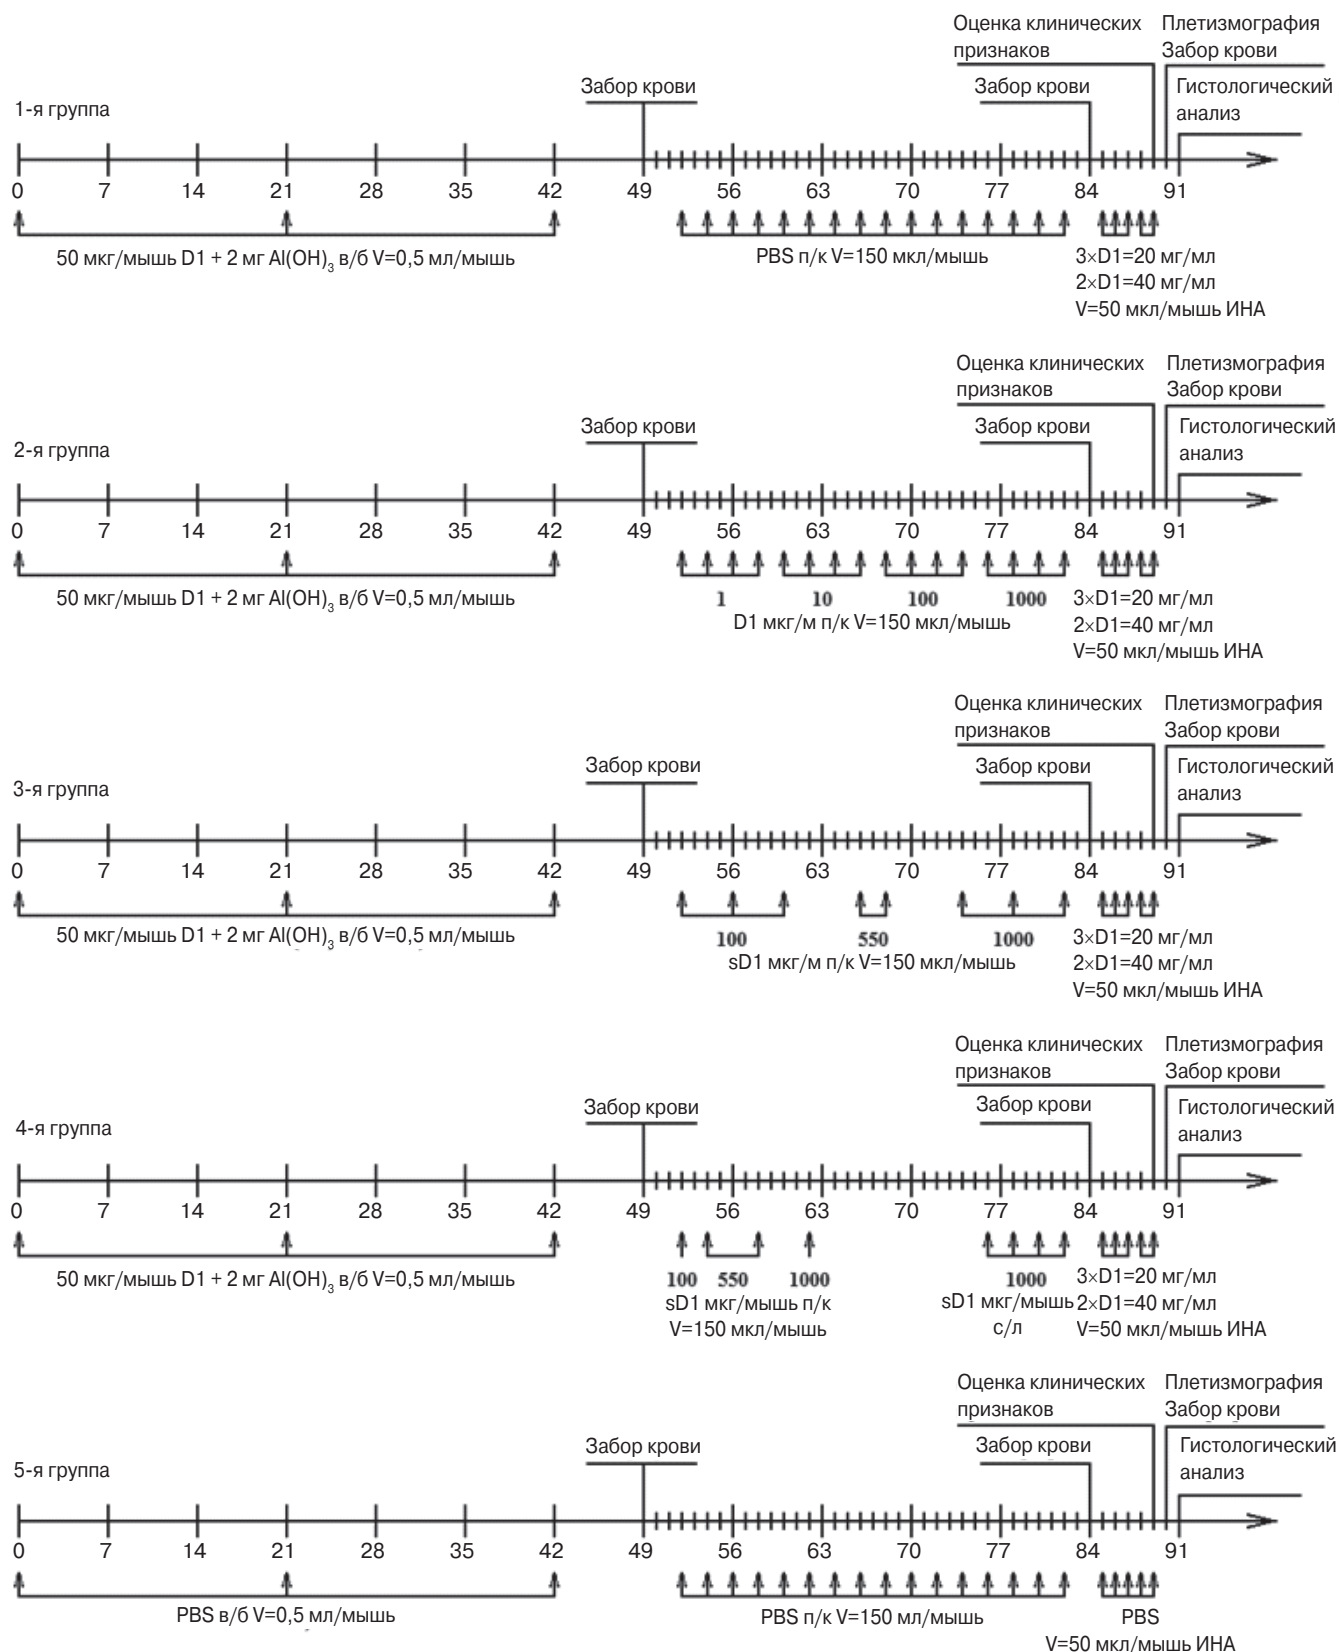 Оценка клинических Плетизмография
признаков Забор крови
Забор крови Забор крови Гистологический
1-я группа анализ
0 7 14 21 28 35 42 49 56 63 70 77 84 91
50 мкг/мышь D1 + 2 мг Al(OH)3 в/б V=0,5 мл/мышь PBS п/к V=150 мкл/мышь 3×D1=20 мг/мл
2×D1=40 мг/мл
V=50 мкл/мышь ИНА
Оценка клинических Плетизмография
признаков Забор крови
Забор крови Забор крови Гистологический
2-я группа анализ
0 7 14 21 28 35 42 49 56 63 70 77 84 91
50 мкг/мышь D1 + 2 мг Al(OH)3 в/б V=0,5 мл/мышь 1 10 100 1000 3×D1=20 мг/мл
D1 мкг/м п/к V=150 мкл/мышь 2×D1=40 мг/мл
V=50 мкл/мышь ИНА
Оценка клинических Плетизмография
признаков Забор крови
Забор крови Забор крови Гистологический
3-я группа анализ
0 7 14 21 28 35 42 49 56 63 70 77 84 91
50 мкг/мышь D1 + 2 мг Al(OH)3 в/б V=0,5 мл/мышь 100 550 1000 3×D1=20 мг/мл
sD1 мкг/м п/к V=150 мкл/мышь 2×D1=40 мг/мл
V=50 мкл/мышь ИНА
Оценка клинических Плетизмография
признаков Забор крови
Забор крови Забор крови Гистологический
4-я группа анализ
0 7 14 21 28 35 42 49 56 63 70 77 84 91
50 мкг/мышь D1 + 2 мг Al(OH)3 в/б V=0,5 мл/мышь 100 550 1000 1000 3×D1=20 мг/мл
sD1 мкг/мышь п/к sD1 мкг/мышь 2×D1=40 мг/мл
V=150 мкл/мышь с/л V=50 мкл/мышь ИНА
Оценка клинических Плетизмография
признаков Забор крови
Забор крови Забор крови Гистологический
5-я группа анализ
0 7 14 21 28 35 42 49 56 63 70 77 84 91
PBS в/б V=0,5 мл/мышь PBS п/к V=150 мл/мышь PBS
V=50 мкл/мышь ИНА